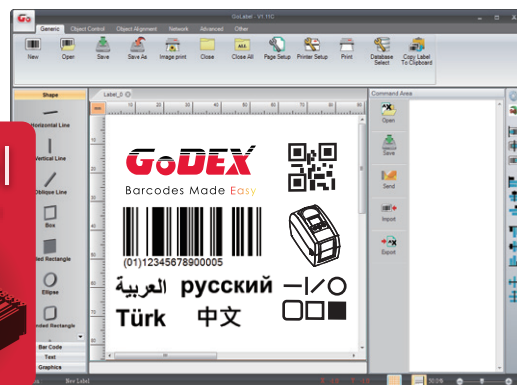 GoLabel - V1.11C
Generic Object Control Object Alignment Network Advanced Other
New Open Save Save As Image print Close Close All Page Setup Printer Setup Print Database Select Copy Label To Clipboard
Shape
Horizontal Line
Vertical Line
Oblique Line
Box
Ellipse
Bar Code
Text
Graphics
Label_0
Command Area
Open
Save
Send
Import
Export
GoDEX
Barcodes Made Easy
(01)12345678900005
العربية русский
Türk 中文
New Label